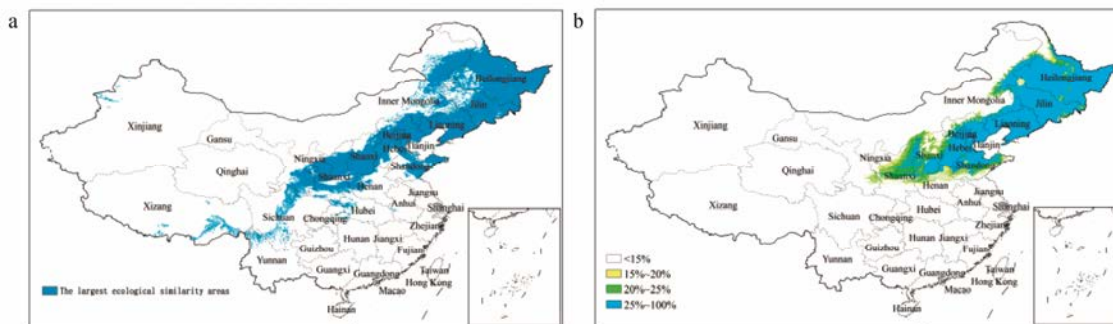 a
Heilongjiang
Inner Mongolia
Jilin
Xinjiang
Liaoning
Beijing
Gansu
Tianjin
Hebei
Ningxia
Shanxi
Shandong
Qinghai
Shaanxi
Henan
Jiangsu
Xizang
Anhui
Shanghai
Sichuan
Hubei
Chongqing
Zhejiang
Hunan
Jiangxi
Guizhou
Fujian
Yunnan
Guangxi
Guangdong
Taiwan
Hong Kong
Macao
Hainan
The largest ecological similarity areas
b
Heilongjiang
Inner Mongolia
Jilin
Xinjiang
Liaoning
Beijing
Gansu
Tianjin
Hebei
Ningxia
Shanxi
Shandong
Qinghai
Shaanxi
Henan
Jiangsu
Xizang
Anhui
Shanghai
Sichuan
Hubei
Chongqing
Zhejiang
Hunan
Jiangxi
Guizhou
Fujian
Yunnan
Guangxi
Guangdong
Taiwan
Hong Kong
Macao
Hainan
<15%
15%~20%
20%~25%
25%~100%